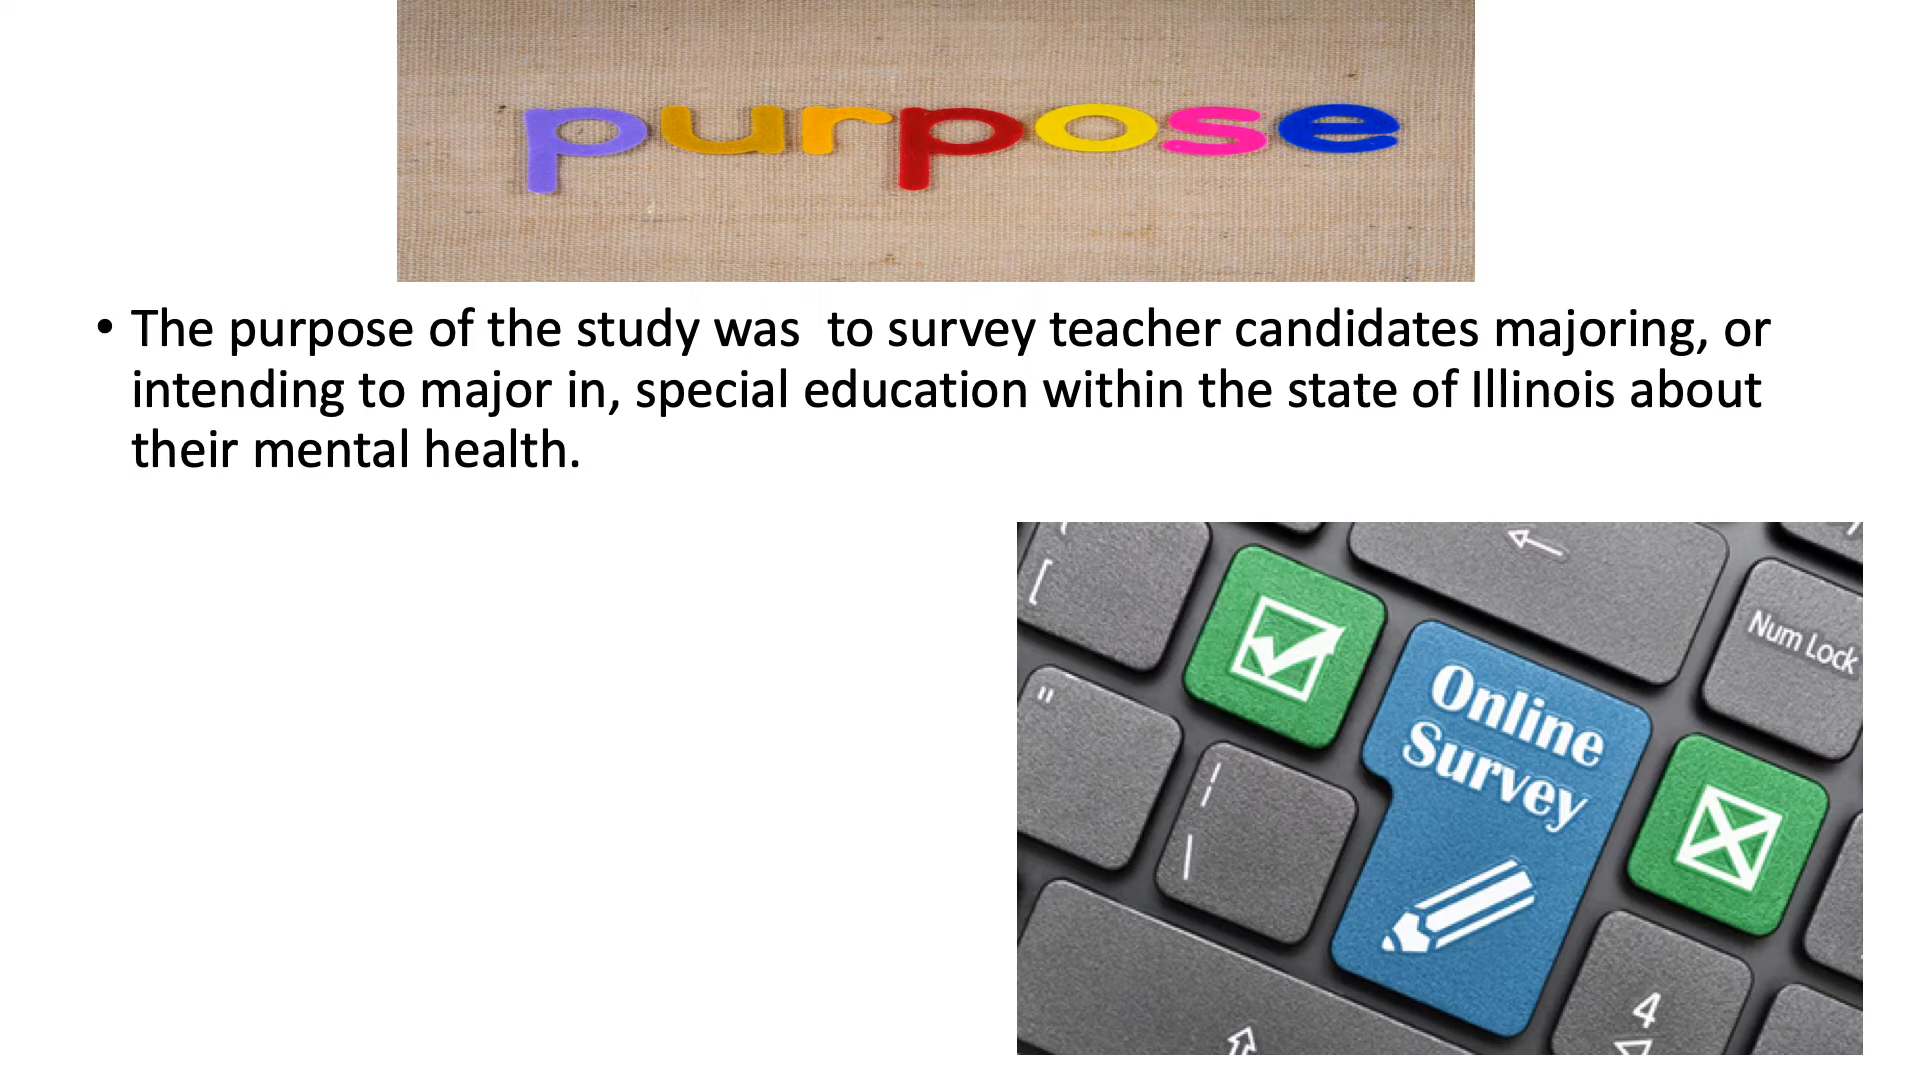 purpose
• The purpose of the study was  to survey teacher candidates majoring, or
intending to major in, special education within the state of Illinois about
their mental health.
[
"
Num Lock
Online
Survey
4